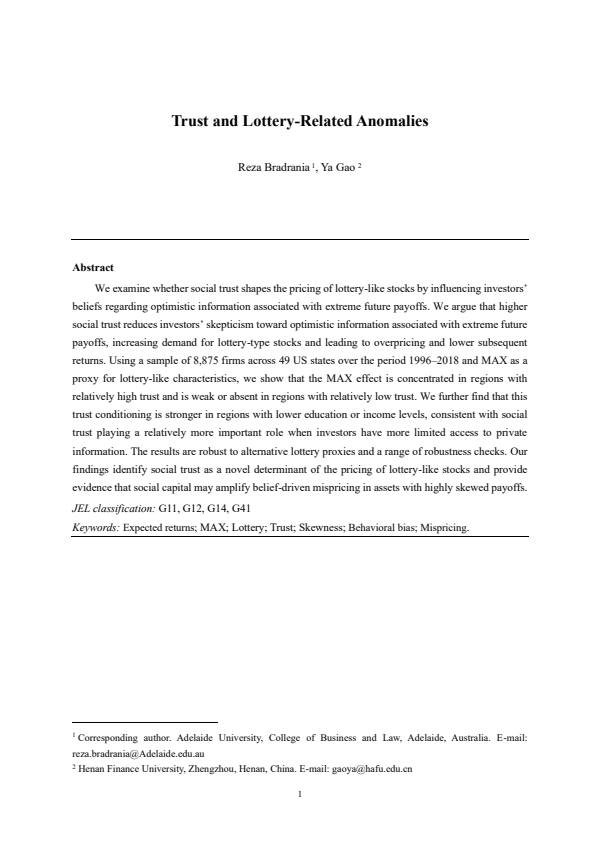 Trust and Lottery-Related Anomalies
Reza Bradrania ¹, Ya Gao ²
Abstract
We examine whether social trust shapes the pricing of lottery-like stocks by influencing investors’
beliefs regarding optimistic information associated with extreme future payoffs. We argue that higher
social trust reduces investors’ skepticism toward optimistic information associated with extreme future
payoffs, increasing demand for lottery-type stocks and leading to overpricing and lower subsequent
returns. Using a sample of 8,875 firms across 49 US states over the period 1996–2018 and MAX as a
proxy for lottery-like characteristics, we show that the MAX effect is concentrated in regions with
relatively high trust and is weak or absent in regions with relatively low trust. We further find that this
trust conditioning is stronger in regions with lower education or income levels, consistent with social
trust playing a relatively more important role when investors have more limited access to private
information. The results are robust to alternative lottery proxies and a range of robustness checks. Our
findings identify social trust as a novel determinant of the pricing of lottery-like stocks and provide
evidence that social capital may amplify belief-driven mispricing in assets with highly skewed payoffs.
JEL classification: G11, G12, G14, G41
Keywords: Expected returns; MAX; Lottery; Trust; Skewness; Behavioral bias; Mispricing.
¹ Corresponding author. Adelaide University, College of Business and Law, Adelaide, Australia. E-mail:
reza.bradrania@Adelaide.edu.au
² Henan Finance University, Zhengzhou, Henan, China. E-mail: gaoya@hafu.edu.cn
1